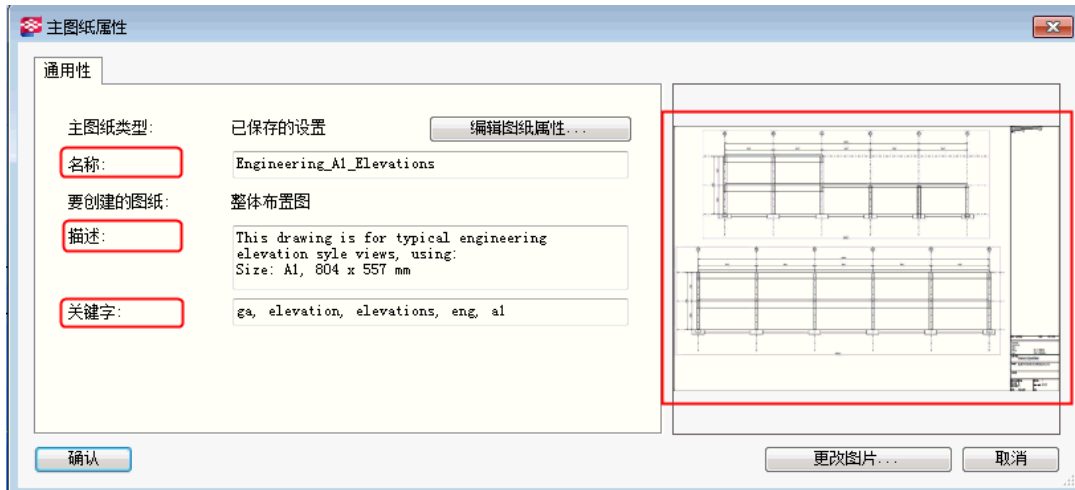 主图纸属性
通用性
主图纸类型: 已保存的设置 编辑图纸属性...
名称: Engineering_A1_Elevations
要创建的图纸: 整体布置图
描述: This drawing is for typical engineering
elevation syle views, using:
Size: A1, 804 x 557 mm
关键字: ga, elevation, elevations, eng, a1
确认 更改图片... 取消